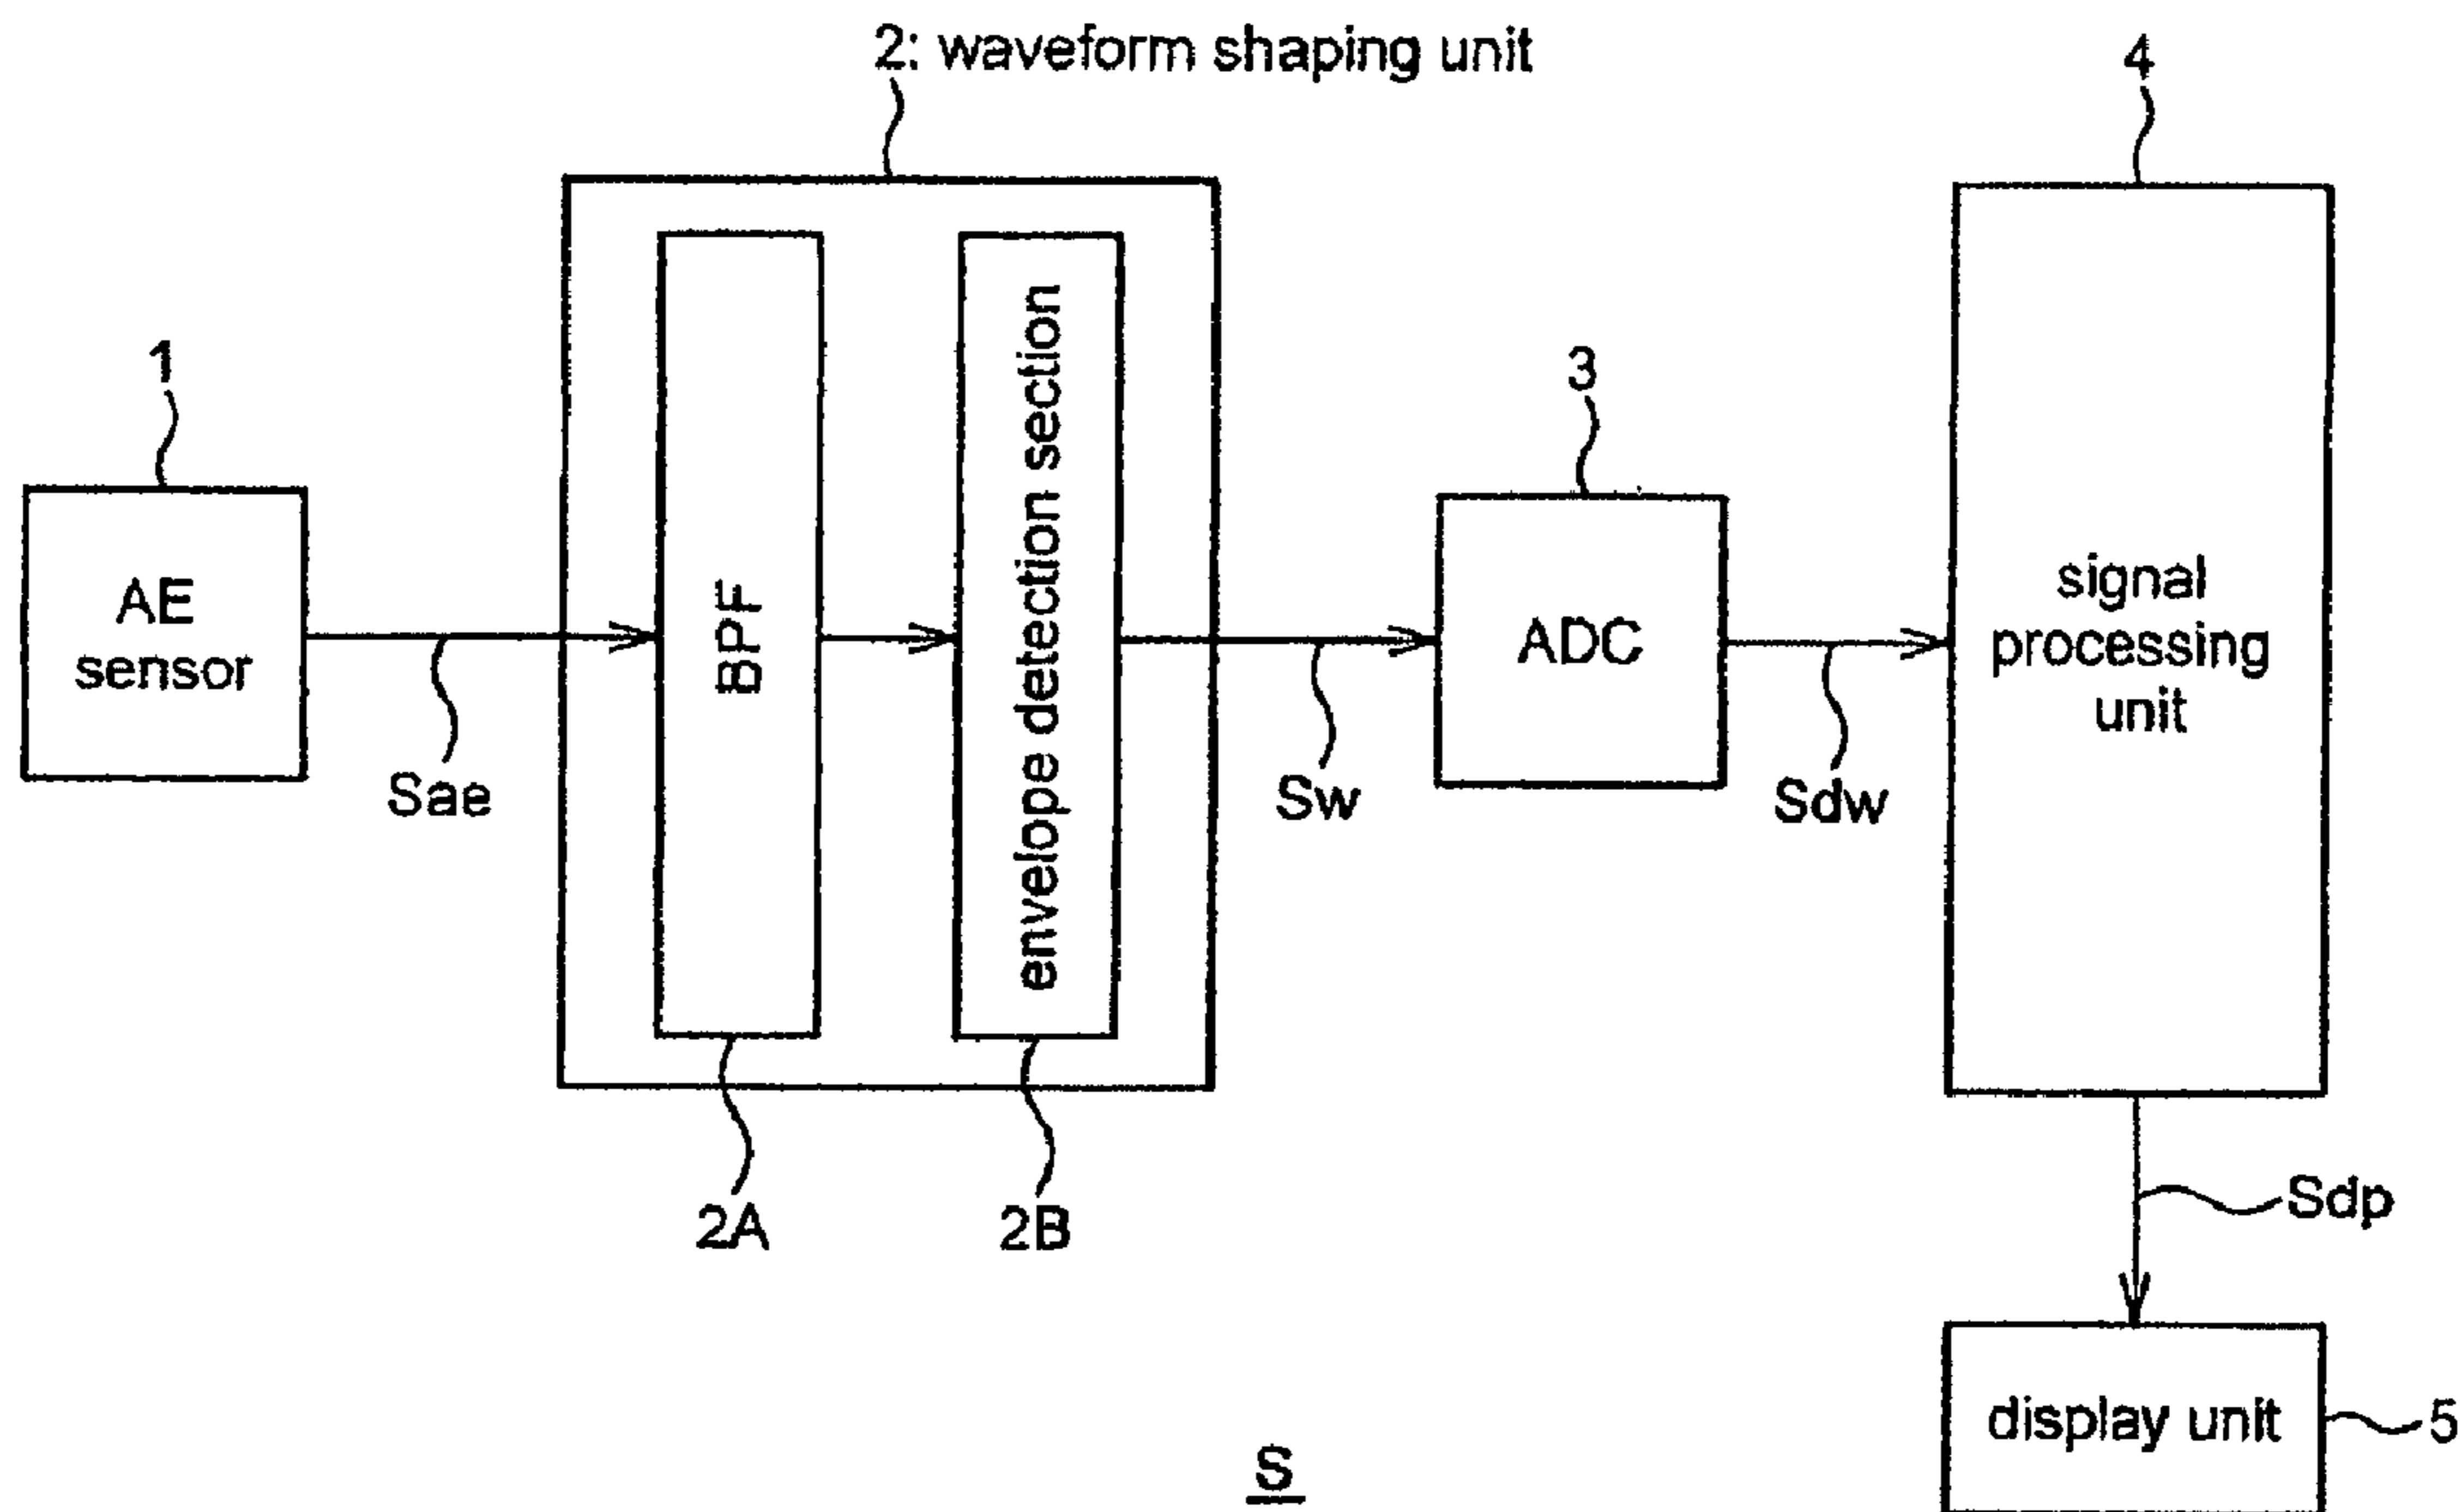 2: waveform shaping unit
4
1
3
AE
sensor
BPF
envelope detection section
ADC
signal
processing
unit
Sae
Sw
Sdw
2A
2B
Sdp
display unit
5
S